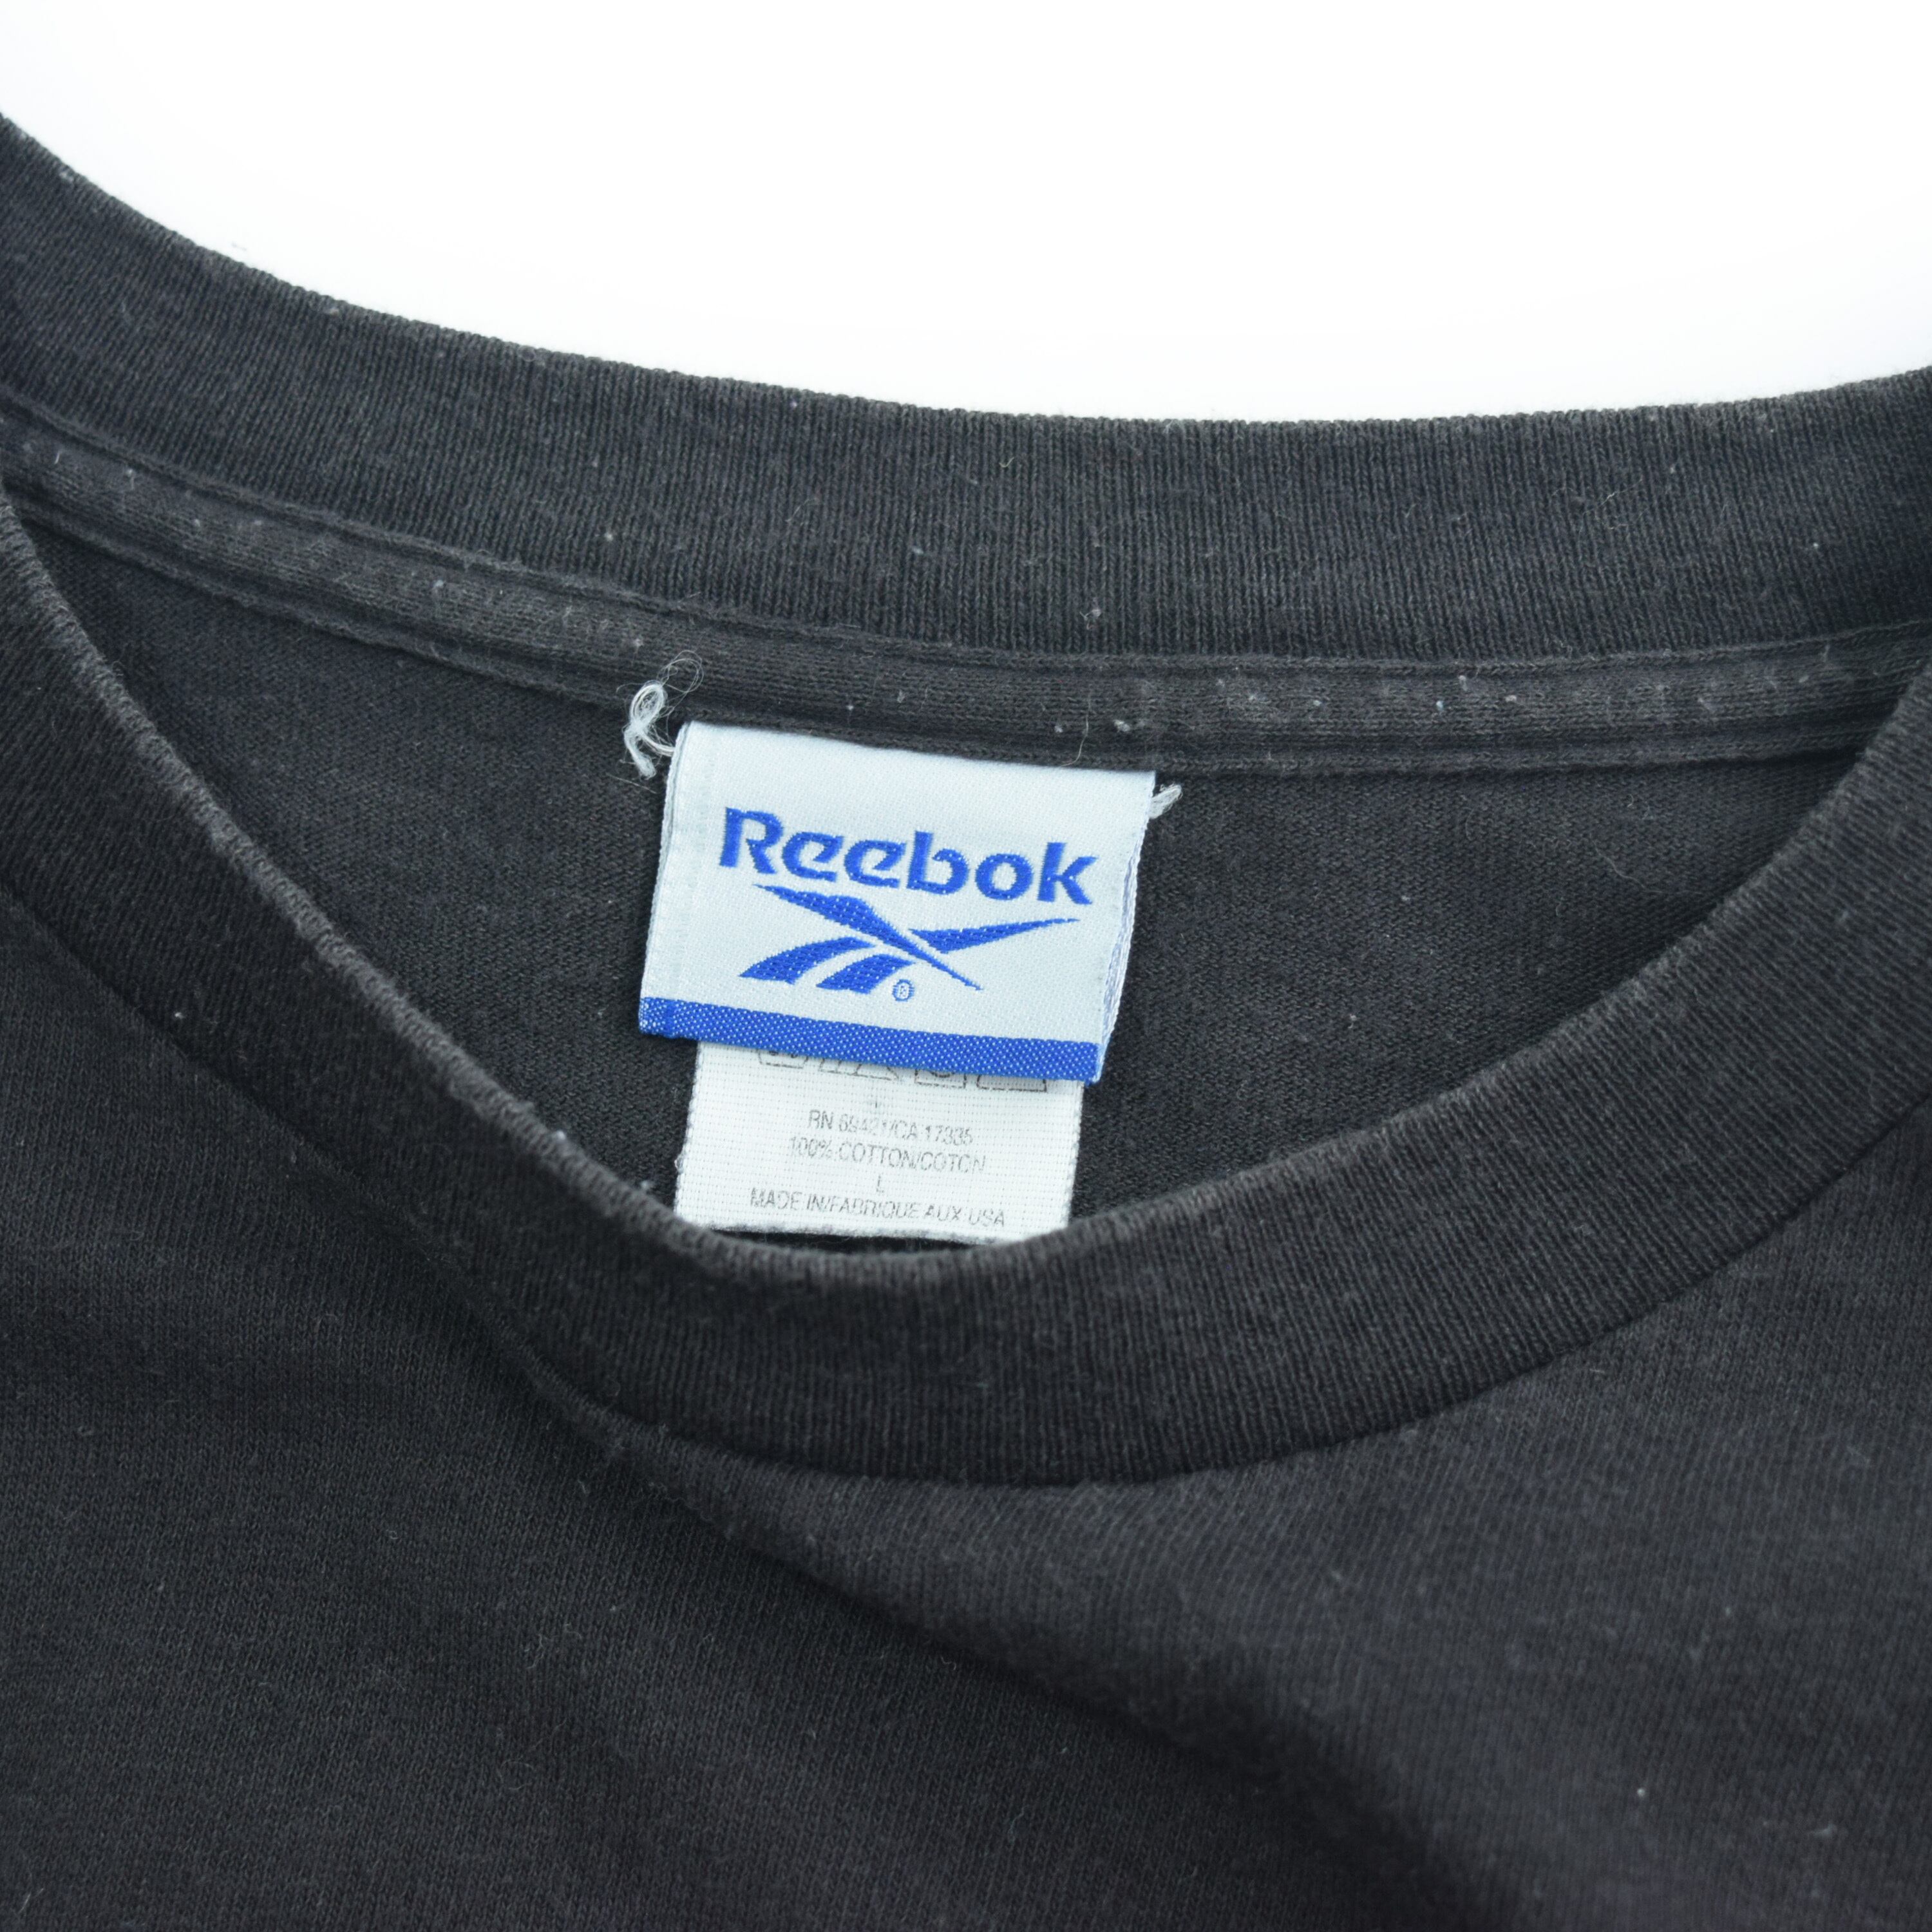 Reebok
®
RN 69421/CA 17335
100% COTTON/COTON
L
MADE IN/FABRIQUE AUX USA